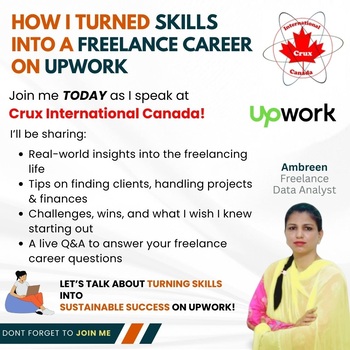 HOW I TURNED SKILLS
INTO A FREELANCE CAREER
ON UPWORK
International
Crux
Canada
Join me TODAY as I speak at
Crux International Canada!
upwork
I'll be sharing:
• Real-world insights into the freelancing
life
• Tips on finding clients, handling projects
& finances
• Challenges, wins, and what I wish I knew
starting out
• A live Q&A to answer your freelance
career questions
Ambreen
Freelance
Data Analyst
LET'S TALK ABOUT TURNING SKILLS
INTO
SUSTAINABLE SUCCESS ON UPWORK!
DONT FORGET TO JOIN ME